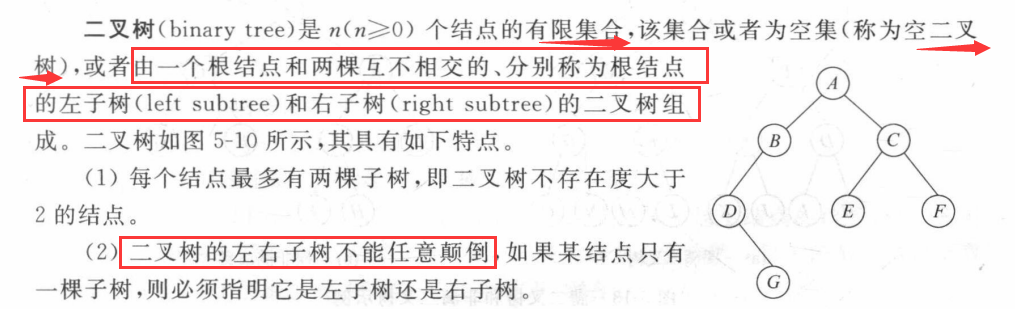 二叉树(binary tree)是 n(n≥0) 个结点的有限集合,该集合或者为空集(称为空二叉
树),或者由一个根结点和两棵互不相交的、分别称为根结点
的左子树(left subtree)和右子树(right subtree)的二叉树组
成。二叉树如图 5-10 所示,其具有如下特点。
(1) 每个结点最多有两棵子树,即二叉树不存在度大于
2 的结点。
(2) 二叉树的左右子树不能任意颠倒,如果某结点只有
一棵子树,则必须指明它是左子树还是右子树。
A
B
C
D
E
F
G